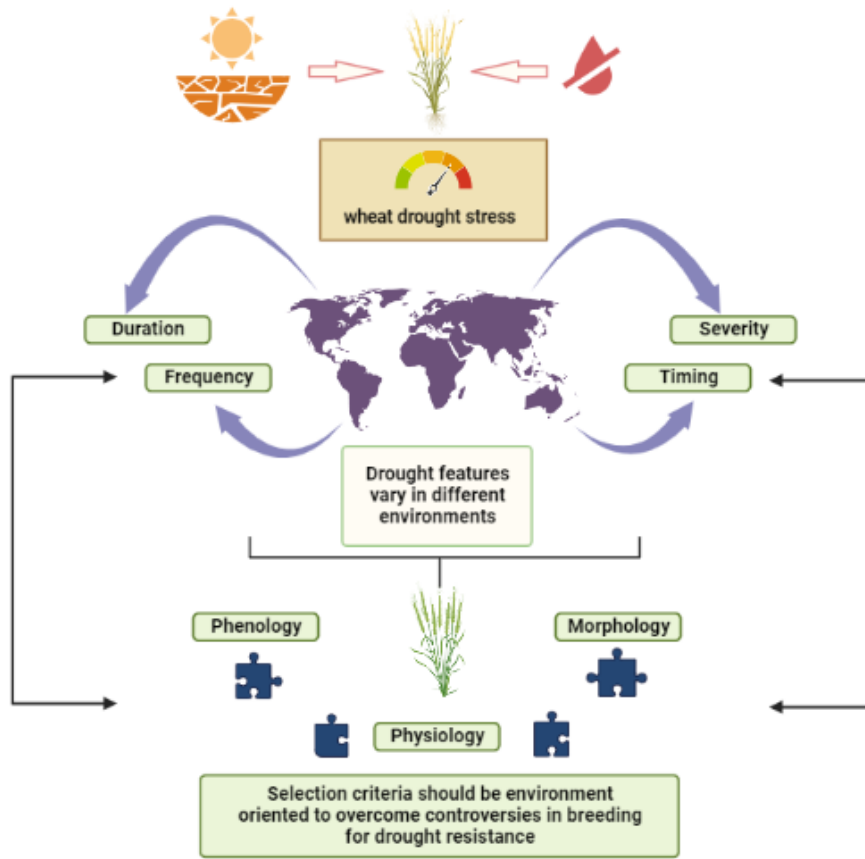 wheat drought stress
Duration
Severity
Frequency
Timing
Drought features
vary in different
environments
Phenology
Morphology
Physiology
Selection criteria should be environment
oriented to overcome controversies in breeding
for drought resistance